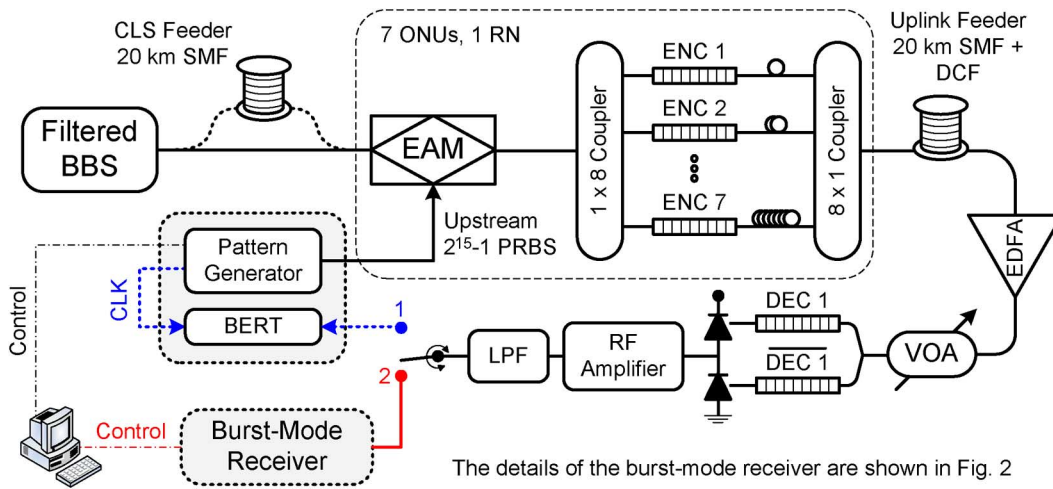 CLS Feeder
20 km SMF
7 ONUs, 1 RN
Uplink Feeder
20 km SMF +
DCF
Filtered
BBS
EAM
1 x 8 Coupler
ENC 1
ENC 2
ENC 7
8 x 1 Coupler
Upstream
2¹⁵-1 PRBS
EDFA
Pattern
Generator
CLK
BERT
Control
1
2
LPF
RF
Amplifier
DEC 1
D̅E̅C̅ ̅1̅
VOA
Control
Burst-Mode
Receiver
The details of the burst-mode receiver are shown in Fig. 2